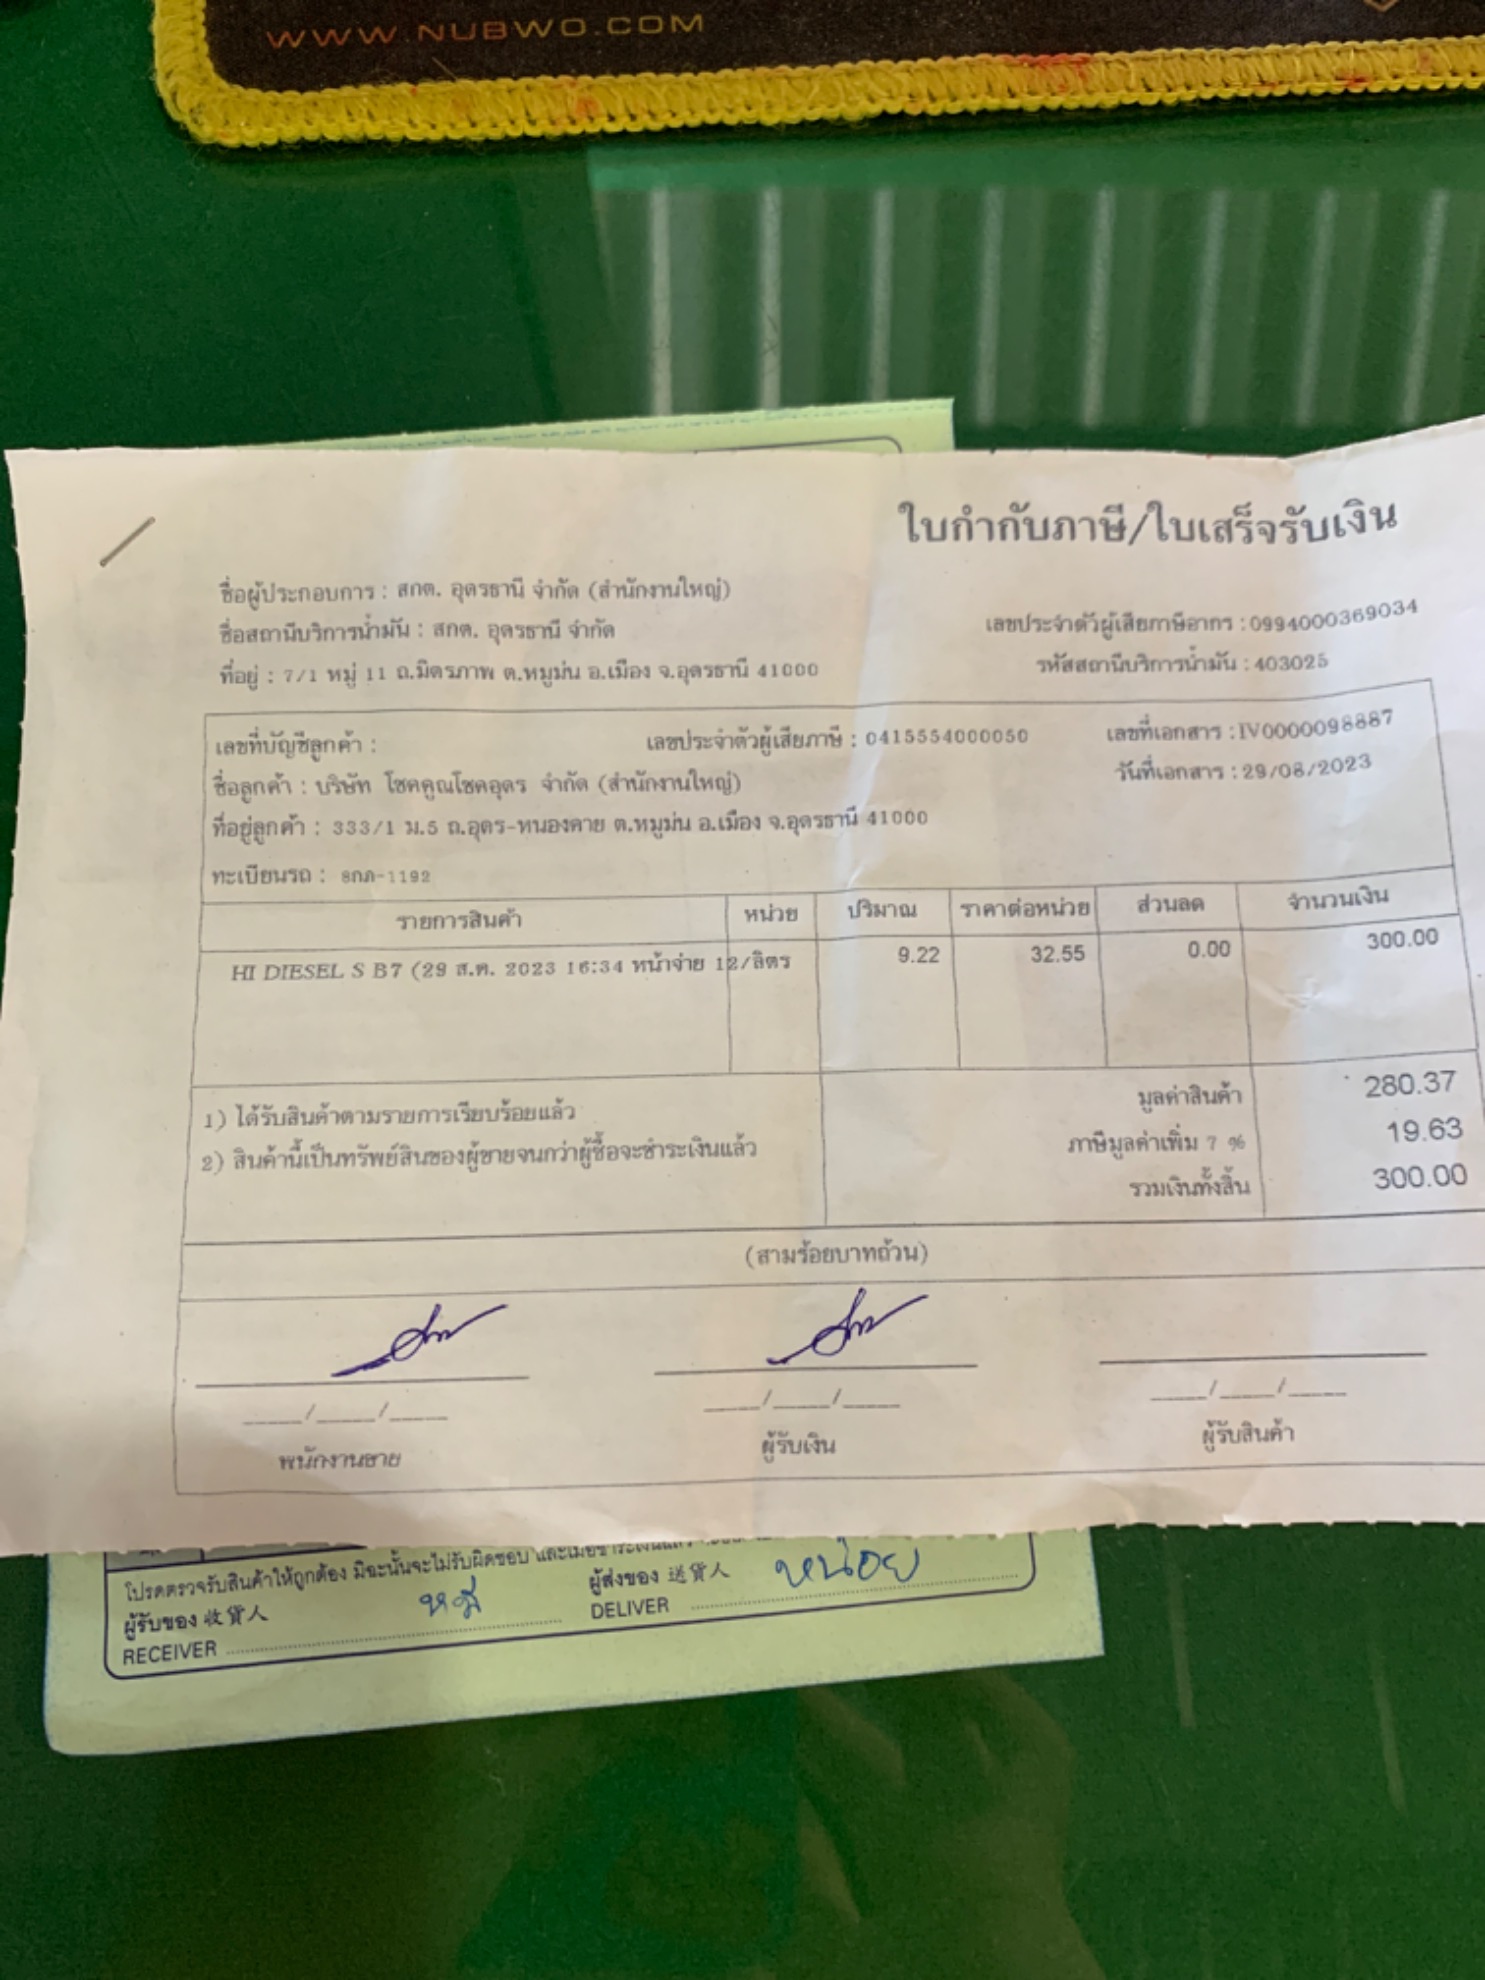 WWW.NUBWO.COM
ใบกำกับภาษี/ใบเสร็จรับเงิน
ชื่อผู้ประกอบการ : สกต. อุดรธานี จำกัด (สำนักงานใหญ่)
ชื่อสถานีบริการน้ำมัน : สกต. อุดรธานี จำกัด
เลขประจำตัวผู้เสียภาษีอากร : 0994000369034
ที่อยู่ : 7/1 หมู่ 11 ถ.มิตรภาพ ต.หมูม่น อ.เมือง จ.อุดรธานี 41000
รหัสสถานีบริการน้ำมัน : 403025
เลขที่บัญชีลูกค้า : เลขประจำตัวผู้เสียภาษี : 0415554000050 เลขที่เอกสาร : IV0000098887
ชื่อลูกค้า : บริษัท โชคคูณโชคอุดร จำกัด (สำนักงานใหญ่) วันที่เอกสาร : 29/08/2023
ที่อยู่ลูกค้า : 333/1 ม.5 ถ.อุดร-หนองคาย ต.หมูม่น อ.เมือง จ.อุดรธานี 41000
ทะเบียนรถ : 8กภ-1192
รายการสินค้า หน่วย ปริมาณ ราคาต่อหน่วย ส่วนลด จำนวนเงิน
HI DIESEL S B7 (29 ส.ค. 2023 16:34 หน้าจ่าย 12/ลิตร 9.22 32.55 0.00 300.00
1) ได้รับสินค้าตามรายการเรียบร้อยแล้ว มูลค่าสินค้า 280.37
2) สินค้านี้เป็นทรัพย์สินของผู้ขายจนกว่าผู้ซื้อจะชำระเงินแล้ว ภาษีมูลค่าเพิ่ม 7 % 19.63
รวมเงินทั้งสิ้น 300.00
(สามร้อยบาทถ้วน)
____/____/____ ____/____/____ ____/____/____
พนักงานขาย ผู้รับเงิน ผู้รับสินค้า
โปรดตรวจรับสินค้าให้ถูกต้อง มิฉะนั้นจะไม่รับผิดชอบ
ผู้รับของ 收貨人 ผู้ส่งของ 送貨人 หน่อย
RECEIVER DELIVER